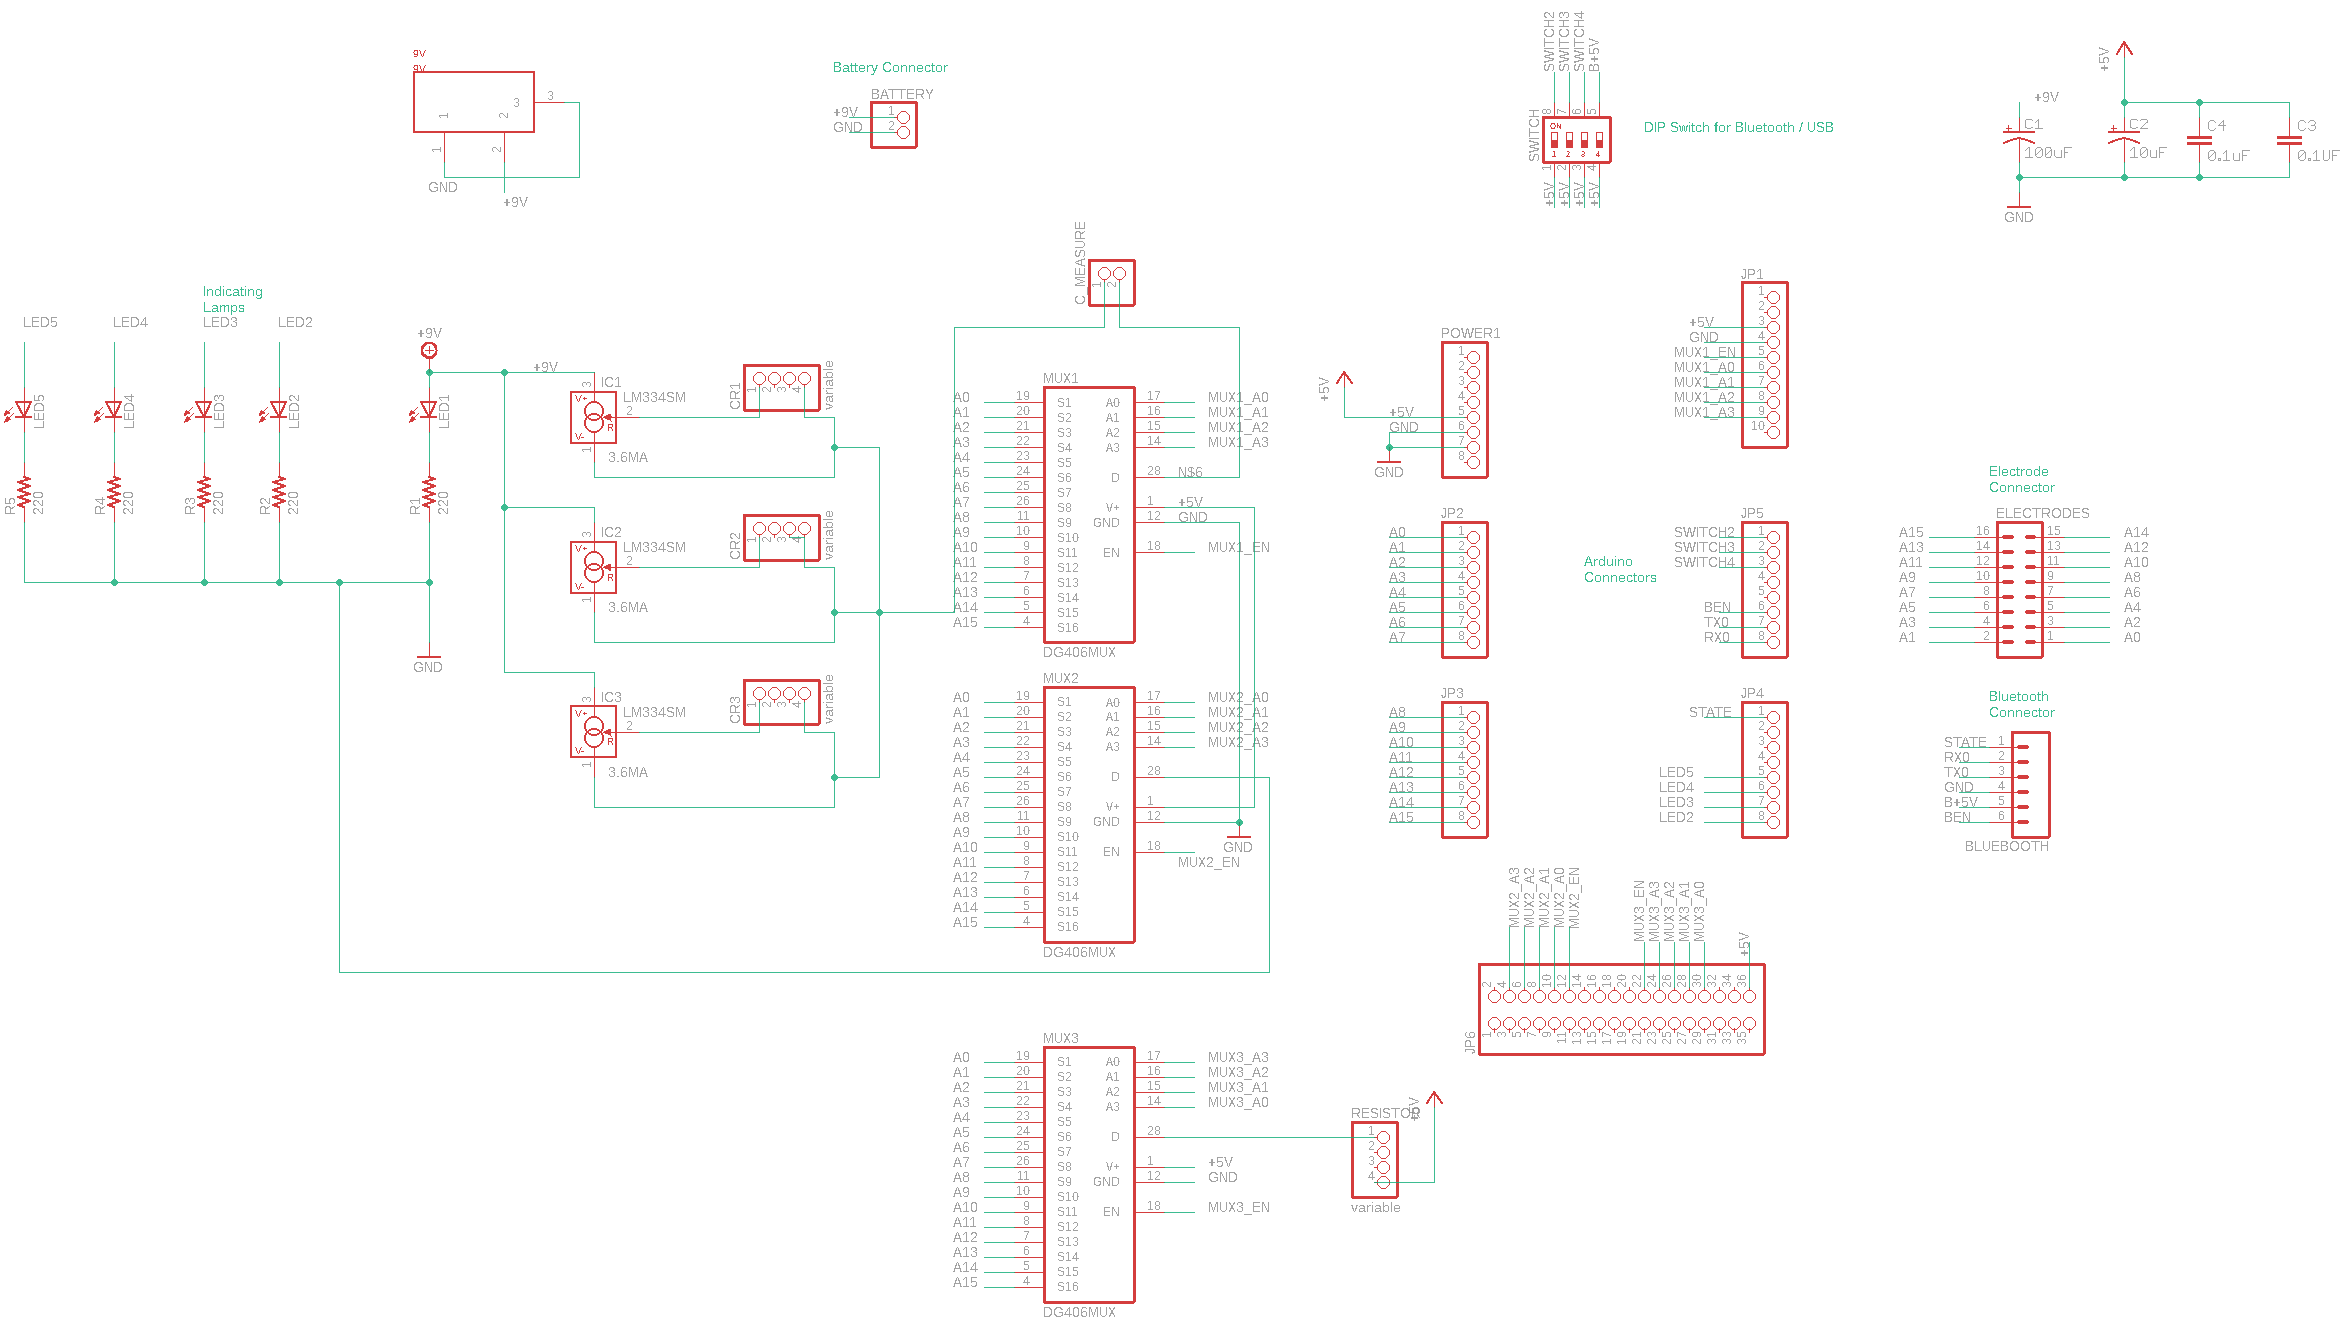 9V
9V
1
2
3
3
1
2
GND
+9V
Battery Connector
BATTERY
+9V
GND
1
2
SWITCH2
SWITCH3
SWITCH4
B+5V
8
7
6
5
SWITCH
ON
1
2
3
4
1
2
3
4
+5V
+5V
+5V
+5V
DIP Switch for Bluetooth / USB
+5V
+9V
C1
100uF
C2
10uF
C4
0.1uF
C3
0.1UF
GND
Indicating
Lamps
LED5
LED4
LED3
LED2
LED5
LED4
LED3
LED2
LED1
R5
220
R4
220
R3
220
R2
220
R1
220
+9V
GND
+9V
IC1
LM334SM
V+
V-
R
3
2
1
3.6MA
CR1
1
2
3
4
variable
IC2
LM334SM
V+
V-
R
3
2
1
3.6MA
CR2
1
2
3
4
variable
IC3
LM334SM
V+
V-
R
3
2
1
3.6MA
CR3
1
2
3
4
variable
C_MEASURE
1
2
MUX1
A0 19 S1 A0 17 MUX1_A0
A1 20 S2 A1 16 MUX1_A1
A2 21 S3 A2 15 MUX1_A2
A3 22 S4 A3 14 MUX1_A3
A4 23 S5
A5 24 S6 D 28 N$6
A6 25 S7
A7 26 S8 V+ 1 +5V
A8 11 S9 GND 12 GND
A9 10 S10
A10 9 S11 EN 18 MUX1_EN
A11 8 S12
A12 7 S13
A13 6 S14
A14 5 S15
A15 4 S16
DG406MUX
MUX2
A0 19 S1 A0 17 MUX2_A0
A1 20 S2 A1 16 MUX2_A1
A2 21 S3 A2 15 MUX2_A2
A3 22 S4 A3 14 MUX2_A3
A4 23 S5
A5 24 S6 D 28
A6 25 S7
A7 26 S8 V+ 1
A8 11 S9 GND 12
A9 10 S10
A10 9 S11 EN 18
A11 8 S12
A12 7 S13
A13 6 S14
A14 5 S15
A15 4 S16
GND
MUX2_EN
DG406MUX
MUX3
A0 19 S1 A0 17 MUX3_A3
A1 20 S2 A1 16 MUX3_A2
A2 21 S3 A2 15 MUX3_A1
A3 22 S4 A3 14 MUX3_A0
A4 23 S5
A5 24 S6 D 28
A6 25 S7
A7 26 S8 V+ 1 +5V
A8 11 S9 GND 12 GND
A9 10 S10
A10 9 S11 EN 18 MUX3_EN
A11 8 S12
A12 7 S13
A13 6 S14
A14 5 S15
A15 4 S16
DG406MUX
RESISTOR
+5V
1
2
3
4
variable
POWER1
+5V
1
2
3
4
+5V 5
GND 6
7
8
GND
JP1
1
2
+5V 3
GND 4
MUX1_EN 5
MUX1_A0 6
MUX1_A1 7
MUX1_A2 8
MUX1_A3 9
10
JP2
A0 1
A1 2
A2 3
A3 4
A4 5
A5 6
A6 7
A7 8
Arduino
Connectors
JP5
SWITCH2 1
SWITCH3 2
SWITCH4 3
4
5
BEN 6
TX0 7
RX0 8
JP3
A8 1
A9 2
A10 3
A11 4
A12 5
A13 6
A14 7
A15 8
JP4
STATE 1
2
3
4
LED5 5
LED4 6
LED3 7
LED2 8
Electrode
Connector
ELECTRODES
A15 16 15 A14
A13 14 13 A12
A11 12 11 A10
A9 10 9 A8
A7 8 7 A6
A5 6 5 A4
A3 4 3 A2
A1 2 1 A0
Bluetooth
Connector
STATE 1
RX0 2
TX0 3
GND 4
B+5V 5
BEN 6
BLUEBOOTH
MUX2_A3
MUX2_A2
MUX2_A1
MUX2_A0
MUX2_EN
MUX3_EN
MUX3_A3
MUX3_A2
MUX3_A1
MUX3_A0
+5V
2 4 6 8 10 12 14 16 18 20 22 24 26 28 30 32 34 36
1 3 5 7 9 11 13 15 17 19 21 23 25 27 29 31 33 35
JP6